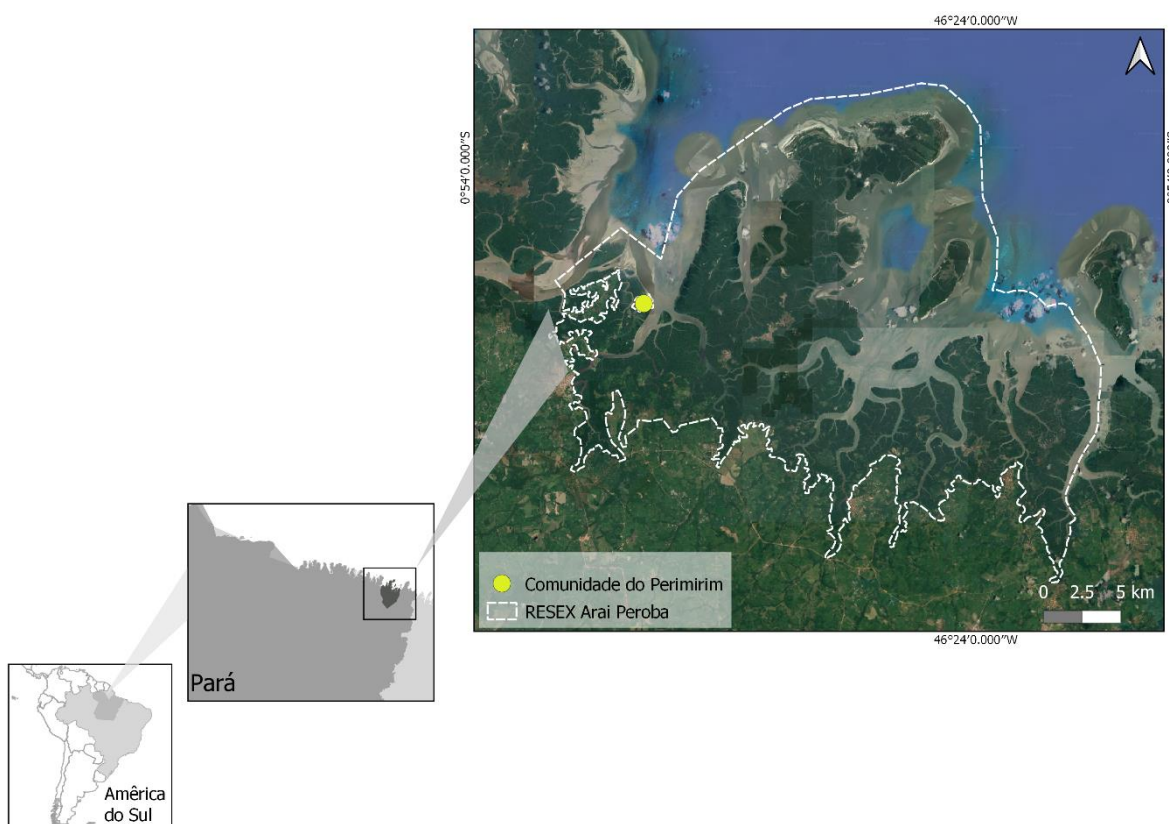 46°24'0.000"W
0°54'0.000"S
Comunidade do Perimirim
RESEX Arai Peroba
0 2.5 5 km
46°24'0.000"W
Pará
América
do Sul